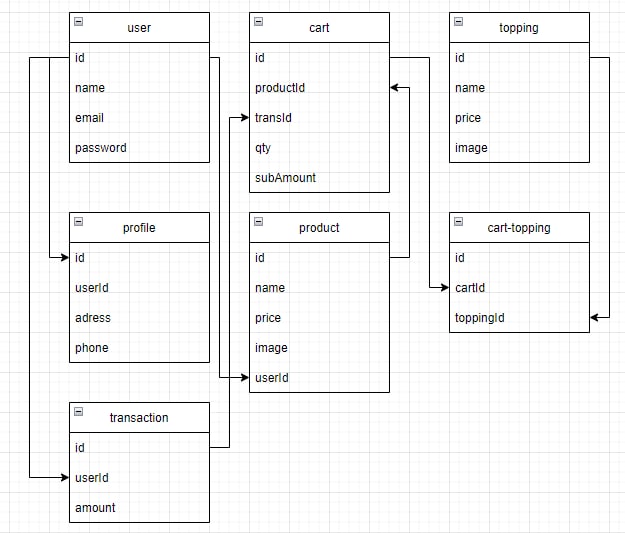 user
id
name
email
password
cart
id
productId
transId
qty
subAmount
topping
id
name
price
image
profile
id
userId
adress
phone
product
id
name
price
image
userId
cart-topping
id
cartId
toppingId
transaction
id
userId
amount